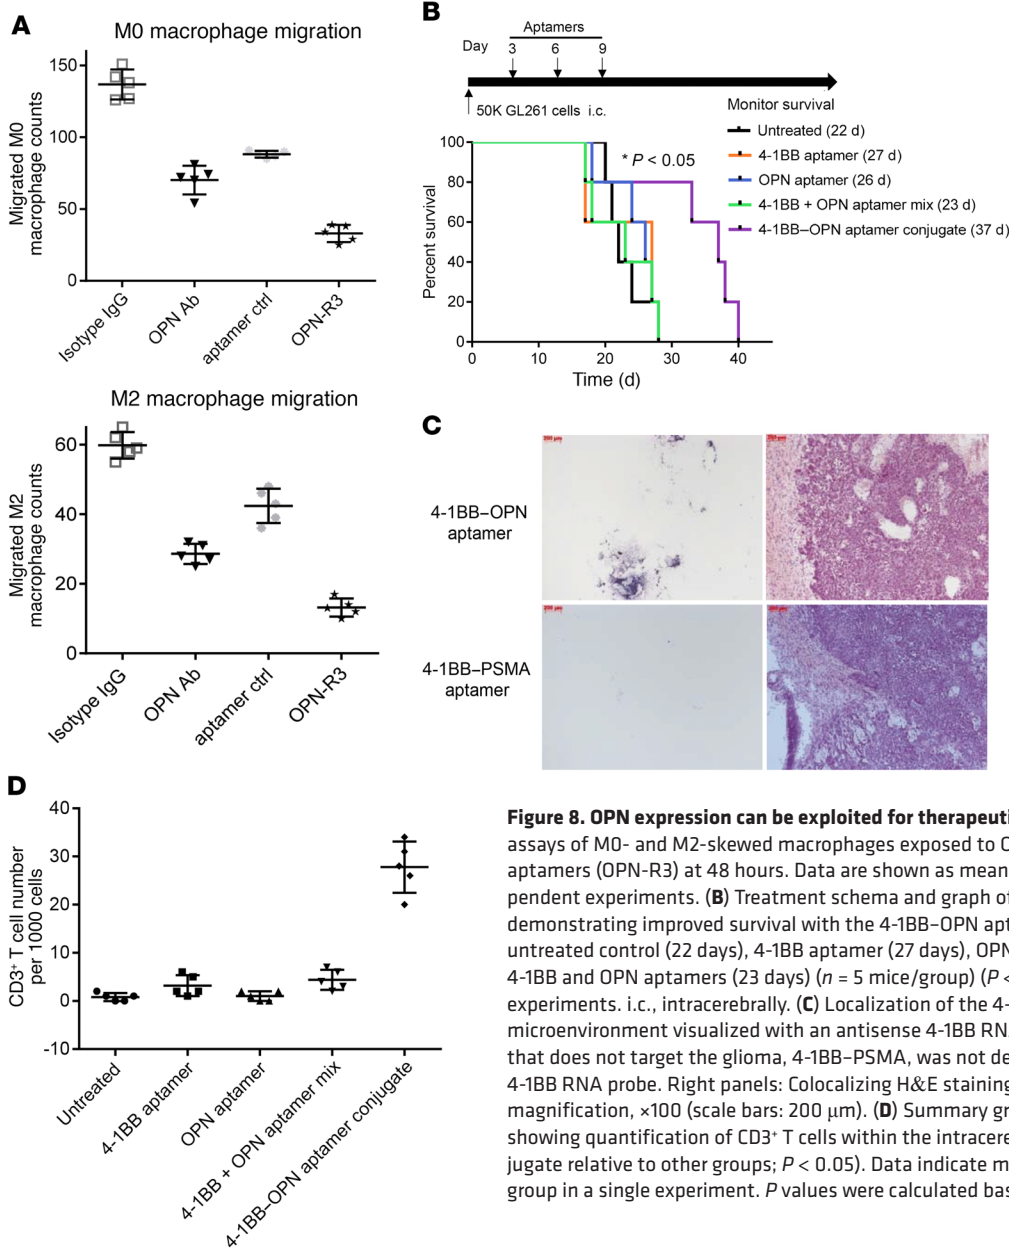 A
M0 macrophage migration
Migrated M0
macrophage counts
150
100
50
0
Isotype IgG
OPN Ab
aptamer ctrl
OPN-R3
M2 macrophage migration
Migrated M2
macrophage counts
60
40
20
0
Isotype IgG
OPN Ab
aptamer ctrl
OPN-R3
B
Aptamers
Day 3 6 9
50K GL261 cells i.c.
Monitor survival
Untreated (22 d)
4-1BB aptamer (27 d)
OPN aptamer (26 d)
4-1BB + OPN aptamer mix (23 d)
4-1BB–OPN aptamer conjugate (37 d)
* P < 0.05
Percent survival
100
80
60
40
20
0
0 10 20 30 40
Time (d)
C
4-1BB–OPN
aptamer
200 µm
200 µm
4-1BB–PSMA
aptamer
200 µm
200 µm
D
CD3⁺ T cell number
per 1000 cells
40
30
20
10
0
-10
Untreated
4-1BB aptamer
OPN aptamer
4-1BB + OPN aptamer mix
4-1BB–OPN aptamer conjugate
Figure 8. OPN expression can be exploited for therapeuti
assays of M0- and M2-skewed macrophages exposed to O
aptamers (OPN-R3) at 48 hours. Data are shown as mean
pendent experiments. (B) Treatment schema and graph of
demonstrating improved survival with the 4-1BB–OPN apt
untreated control (22 days), 4-1BB aptamer (27 days), OPN
4-1BB and OPN aptamers (23 days) (n = 5 mice/group) (P <
experiments. i.c., intracerebrally. (C) Localization of the 4-
microenvironment visualized with an antisense 4-1BB RN
that does not target the glioma, 4-1BB–PSMA, was not de
4-1BB RNA probe. Right panels: Colocalizing H&E staining
magnification, ×100 (scale bars: 200 µm). (D) Summary gr
showing quantification of CD3⁺ T cells within the intracere
jugate relative to other groups; P < 0.05). Data indicate m
group in a single experiment. P values were calculated bas